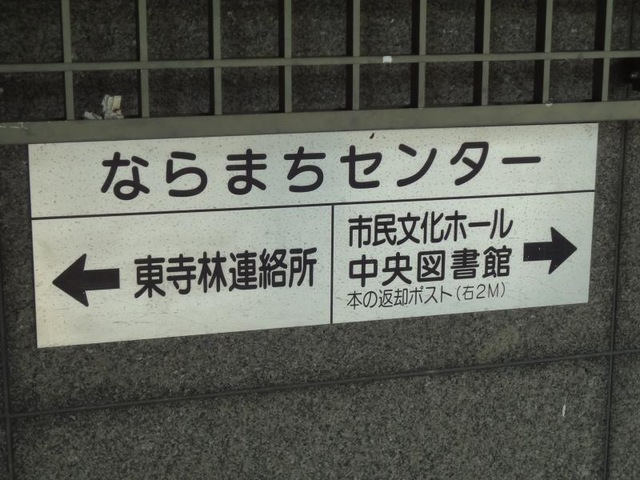 ならまちセンター
東寺林連絡所
市民文化ホール
中央図書館
本の返却ポスト(右2M)